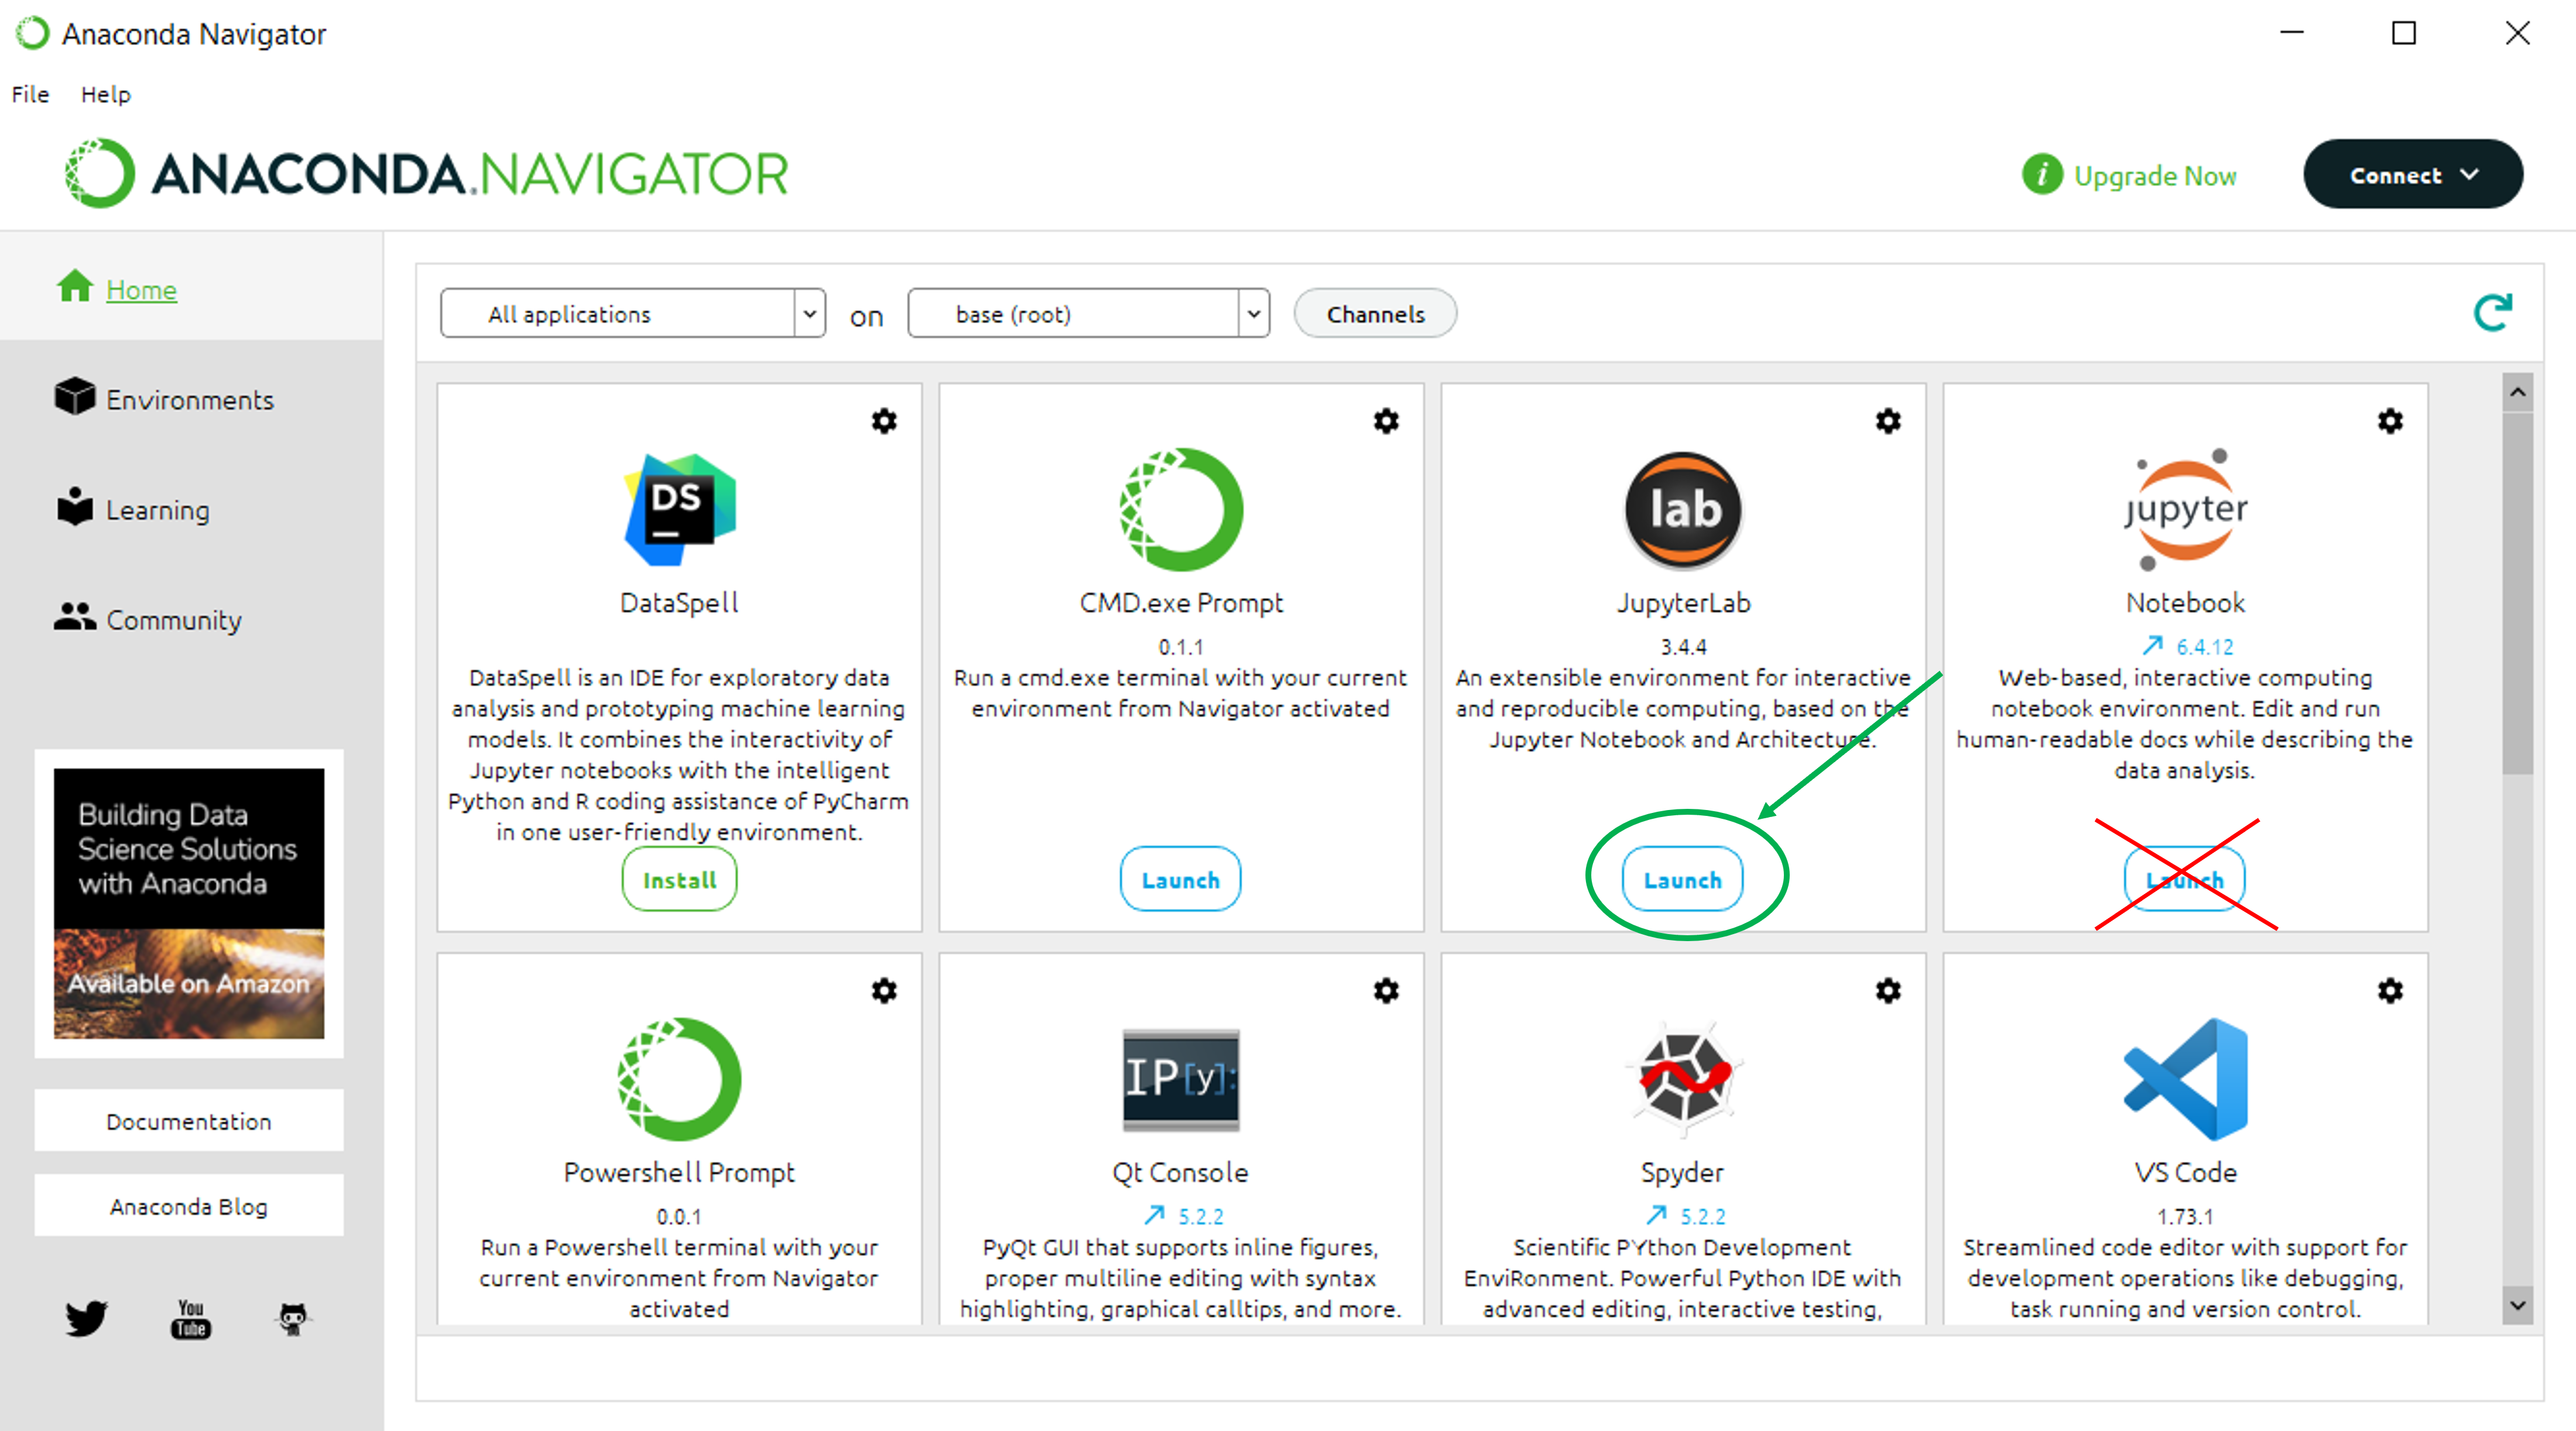 Anaconda Navigator
File Help
ANACONDA.NAVIGATOR
i Upgrade Now
Connect
Home
Environments
Learning
Community
Building Data
Science Solutions
with Anaconda
Available on Amazon
Documentation
Anaconda Blog
You
Tube
All applications on base (root) Channels
DS
DataSpell
DataSpell is an IDE for exploratory data
analysis and prototyping machine learning
models. It combines the interactivity of
Jupyter notebooks with the intelligent
Python and R coding assistance of PyCharm
in one user-friendly environment.
Install
CMD.exe Prompt
0.1.1
Run a cmd.exe terminal with your current
environment from Navigator activated
Launch
lab
JupyterLab
3.4.4
An extensible environment for interactive
and reproducible computing, based on the
Jupyter Notebook and Architecture.
Launch
jupyter
Notebook
6.4.12
Web-based, interactive computing
notebook environment. Edit and run
human-readable docs while describing the
data analysis.
Launch
Powershell Prompt
0.0.1
Run a Powershell terminal with your
current environment from Navigator
activated
IP[y]:
Qt Console
5.2.2
PyQt GUI that supports inline figures,
proper multiline editing with syntax
highlighting, graphical calltips, and more.
Spyder
5.2.2
Scientific PYthon Development
EnviRonment. Powerful Python IDE with
advanced editing, interactive testing,
VS Code
1.73.1
Streamlined code editor with support for
development operations like debugging,
task running and version control.